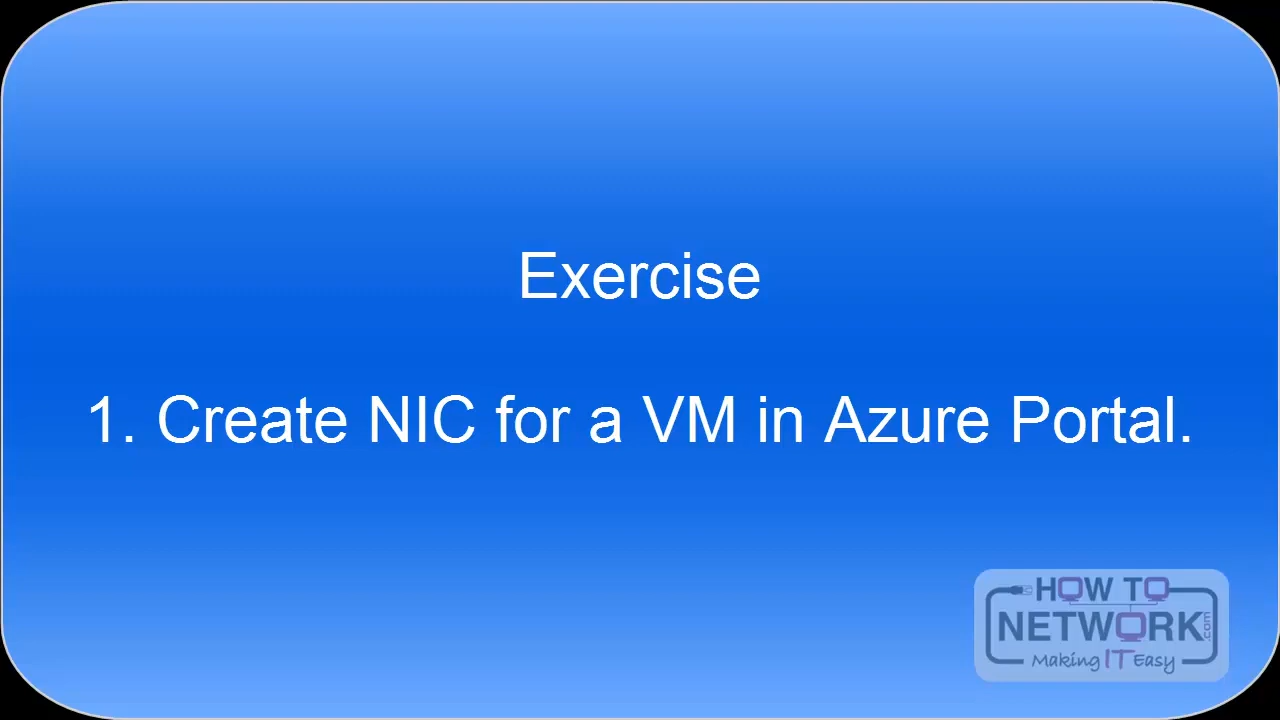 Exercise
1. Create NIC for a VM in Azure Portal.
HOW TO
NETWORK.com
Making IT Easy